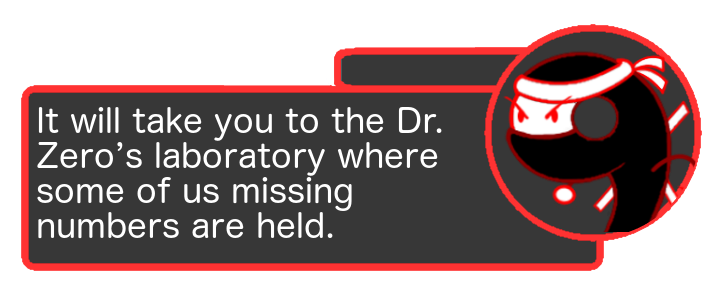 It will take you to the Dr.
Zero’s laboratory where
some of us missing
numbers are held.